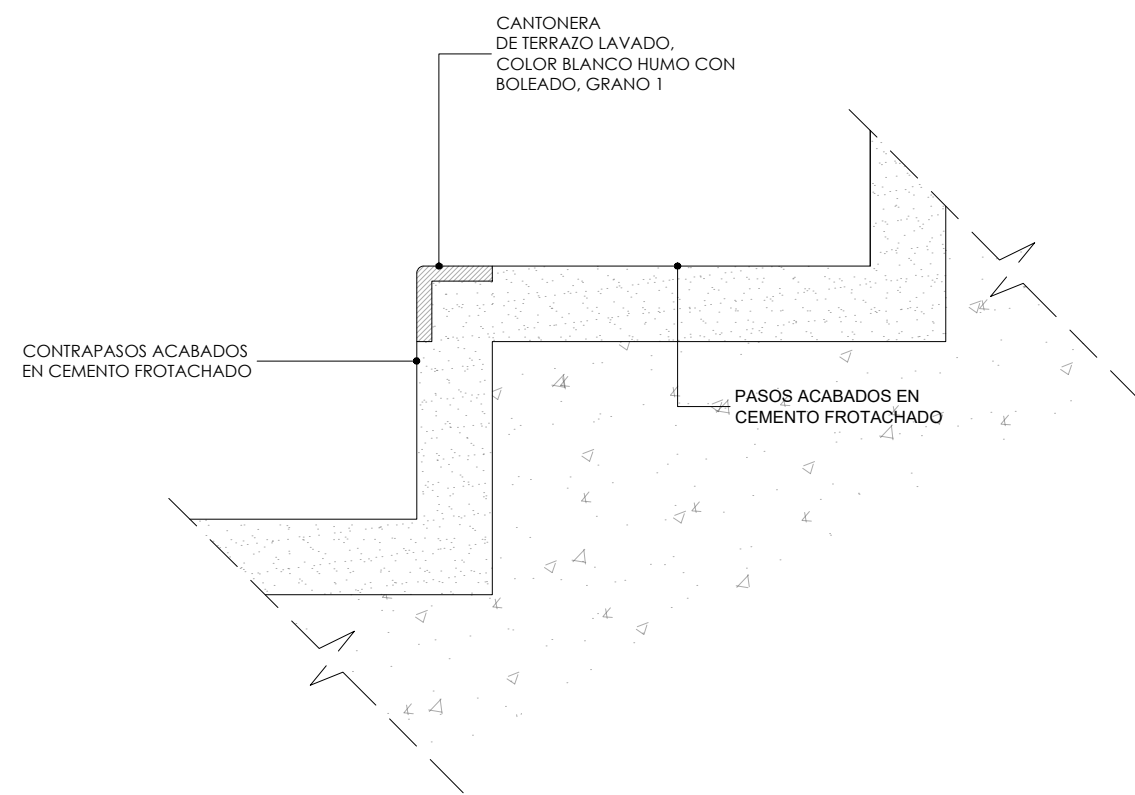 CANTONERA
DE TERRAZO LAVADO,
COLOR BLANCO HUMO CON
BOLEADO, GRANO 1
CONTRAPASOS ACABADOS
EN CEMENTO FROTACHADO
PASOS ACABADOS EN
CEMENTO FROTACHADO